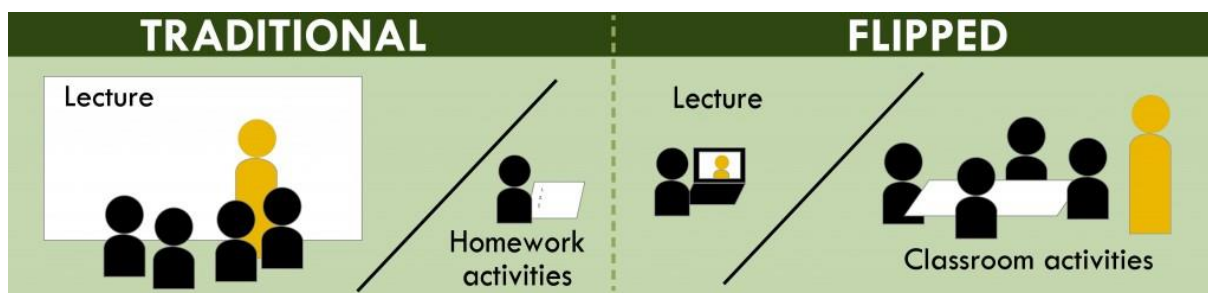 TRADITIONAL
Lecture
Homework
activities
FLIPPED
Lecture
Classroom activities